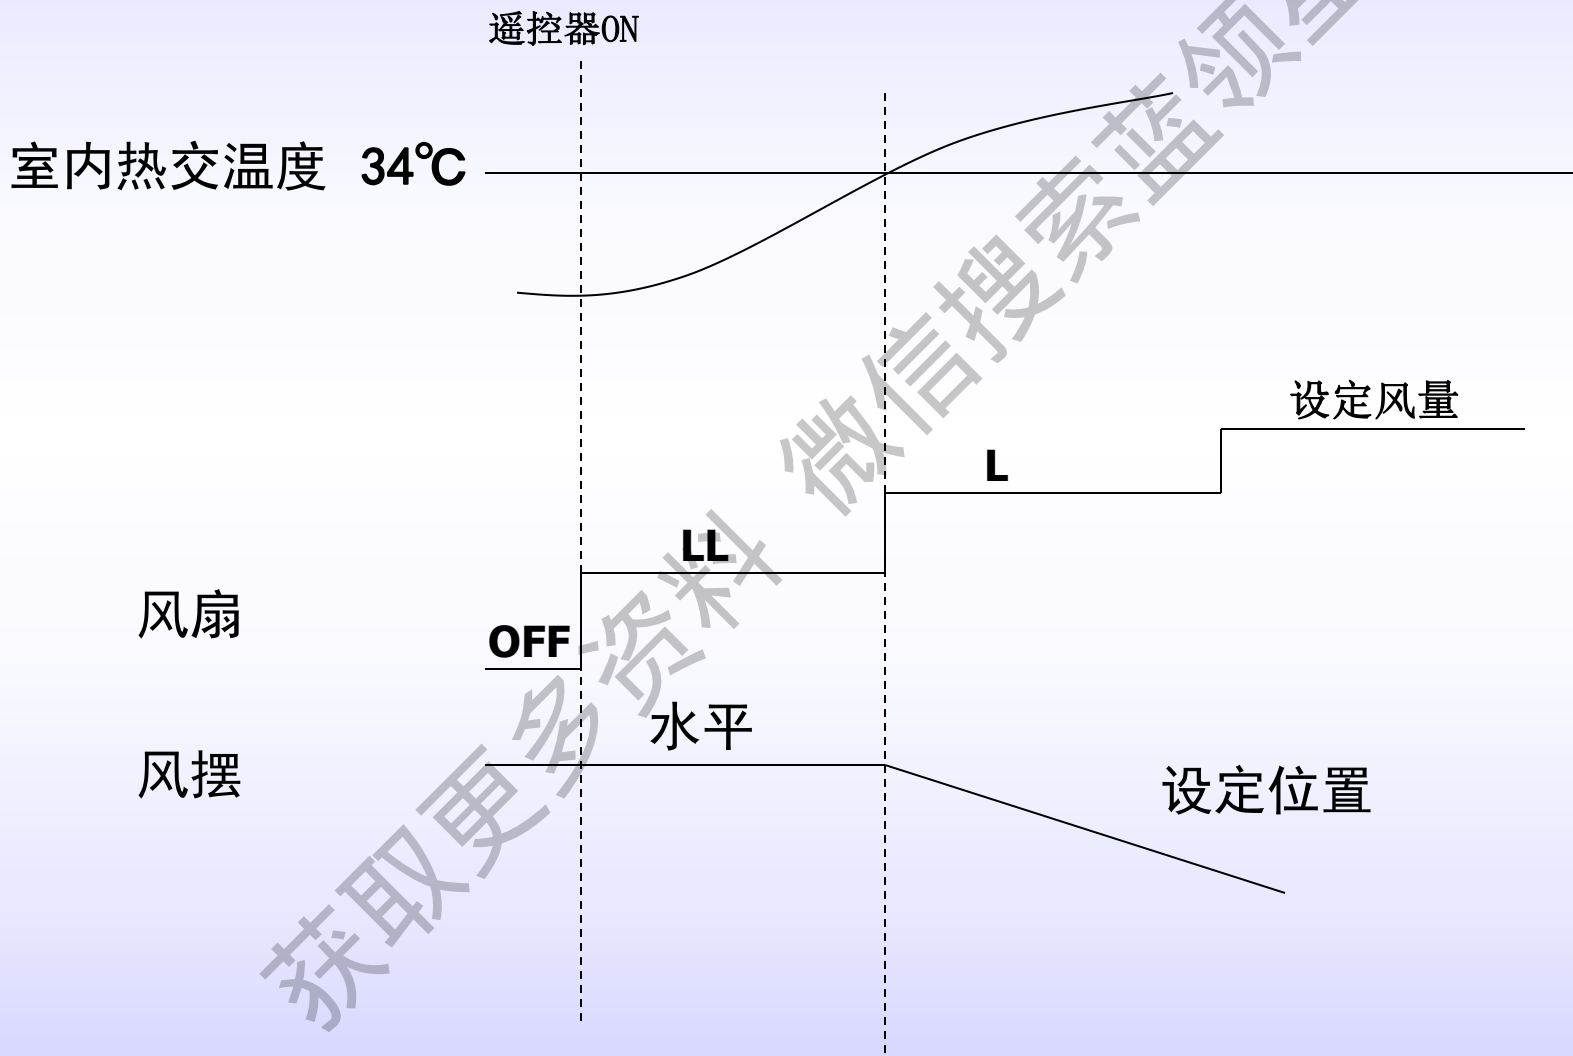 遥控器ON
室内热交温度 34℃
设定风量
L
LL
风扇
OFF
水平
风摆
设定位置
获取更多资料 微信搜索蓝领